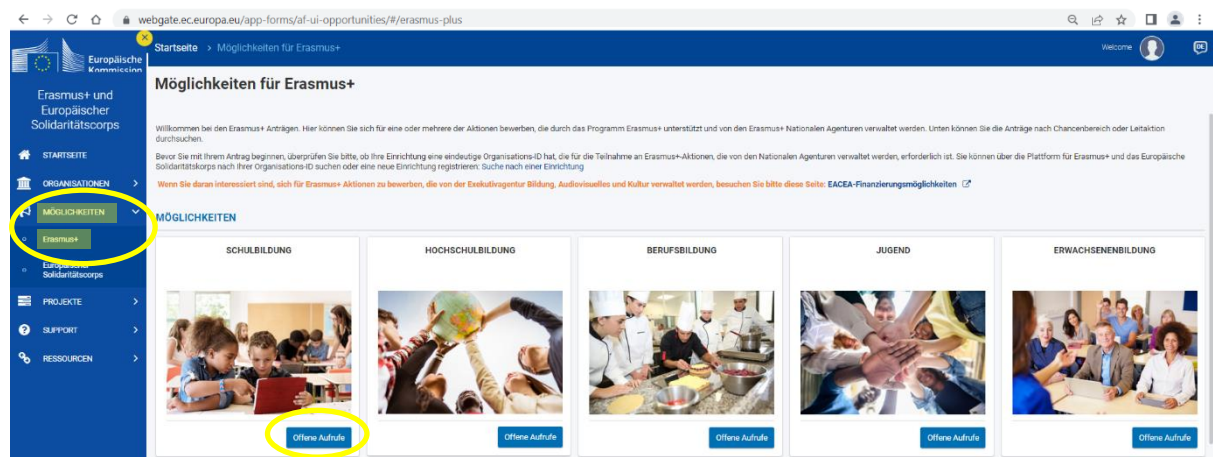 webgate.ec.europa.eu/app-forms/af-ui-opportunities/#/erasmus-plus
Europäische
Kommission
Startseite > Möglichkeiten für Erasmus+
Welcome
DE
Erasmus+ und
Europäischer
Solidaritätscorps
STARTSEITE
ORGANISATIONEN
MÖGLICHKEITEN
Erasmus+
Europäischer
Solidaritätscorps
PROJEKTE
SUPPORT
RESSOURCEN
Möglichkeiten für Erasmus+
Willkommen bei den Erasmus+ Anträgen. Hier können Sie sich für eine oder mehrere der Aktionen bewerben, die durch das Programm Erasmus+ unterstützt und von den Erasmus+ Nationalen Agenturen verwaltet werden. Unten können Sie die Anträge nach Chancenbereich oder Leitaktion
durchsuchen.
Bevor Sie mit Ihrem Antrag beginnen, überprüfen Sie bitte, ob Ihre Einrichtung eine eindeutige Organisations-ID hat, die für die Teilnahme an Erasmus+-Aktionen, die von den Nationalen Agenturen verwaltet werden, erforderlich ist. Sie können über die Plattform für Erasmus+ und das Europäische
Solidaritätskorps nach Ihrer Organisations-ID suchen oder eine neue Einrichtung registrieren: Suche nach einer Einrichtung
Wenn Sie daran interessiert sind, sich für Erasmus+ Aktionen zu bewerben, die von der Exekutivagentur Bildung, Audiovisuelles und Kultur verwaltet werden, besuchen Sie bitte diese Seite: EACEA-Finanzierungsmöglichkeiten
MÖGLICHKEITEN
SCHULBILDUNG
HOCHSCHULBILDUNG
BERUFSBILDUNG
JUGEND
ERWACHSENENBILDUNG
Offene Aufrufe
Offene Aufrufe
Offene Aufrufe
Offene Aufrufe
Offene Aufrufe